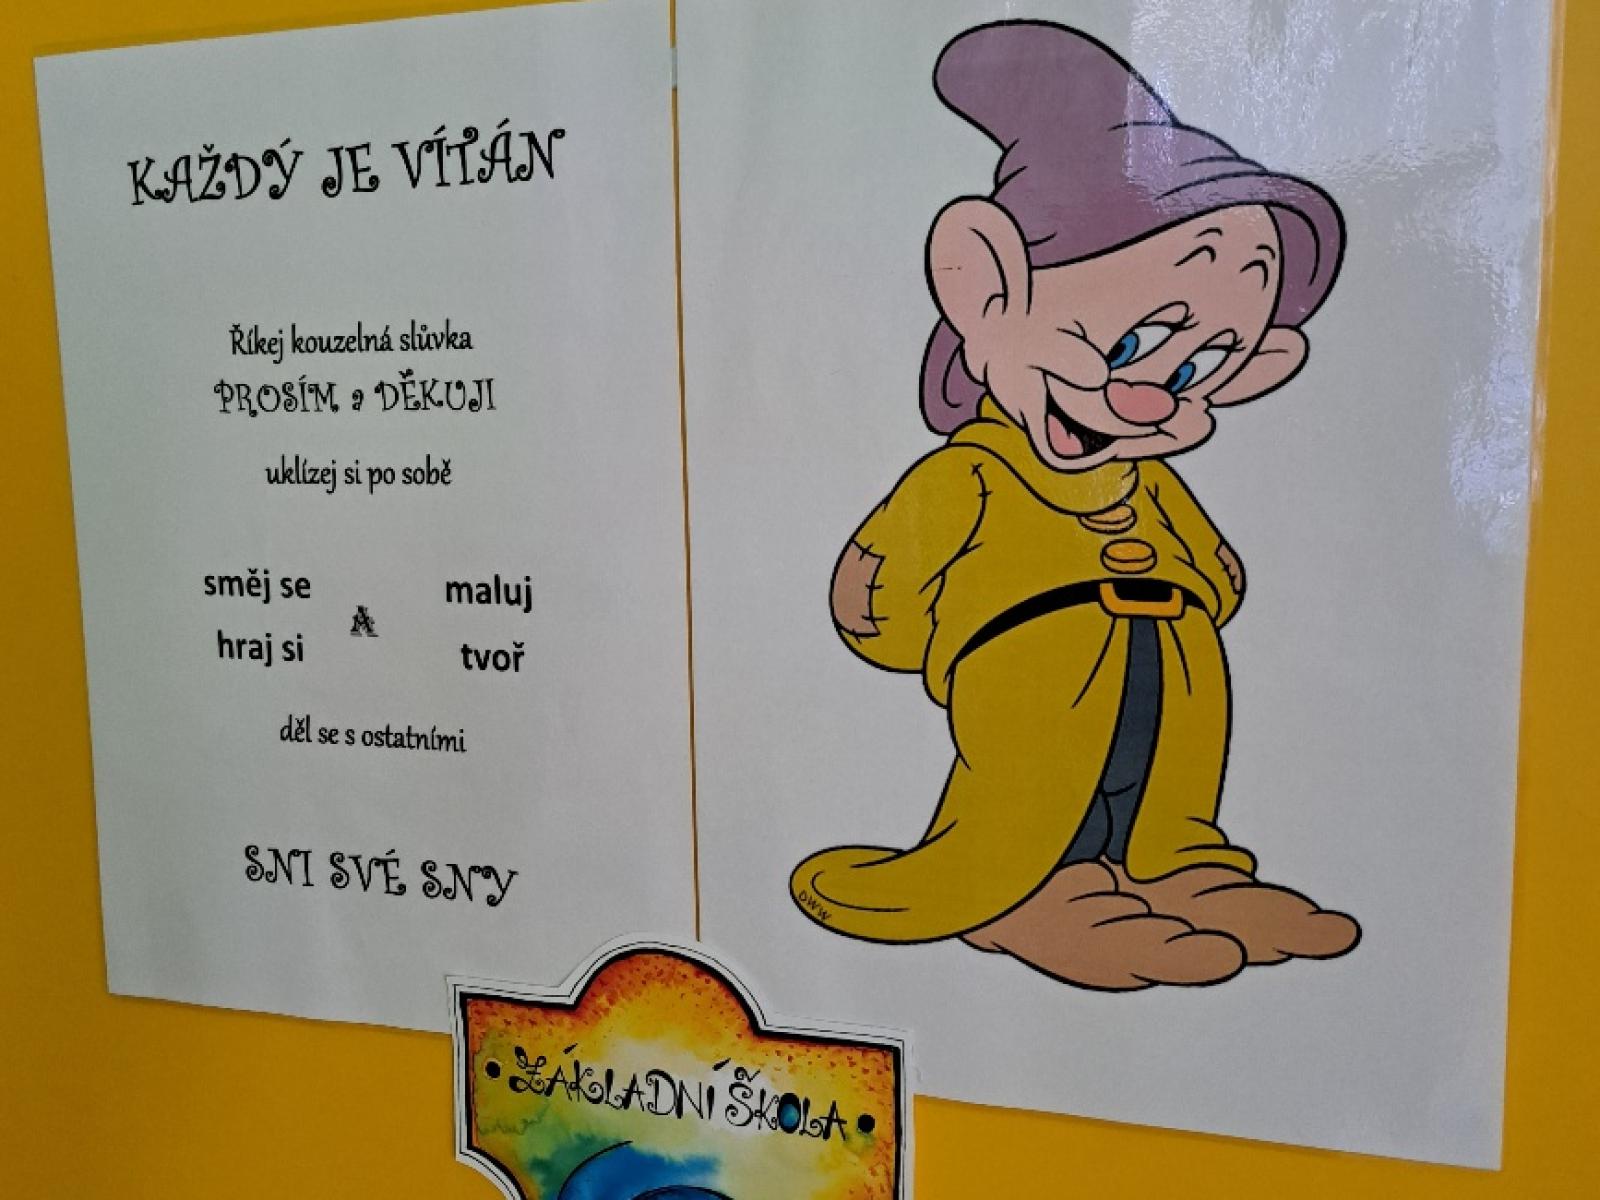 KAŽDÝ JE VÍTÁN
Říkej kouzelná slůvka
PROSÍM a DĚKUJI
uklízej si po sobě
směj se
hraj si
A
maluj
tvoř
děl se s ostatními
SNI SVÉ SNY
DWW
ZÁKLADNÍ ŠKOLA